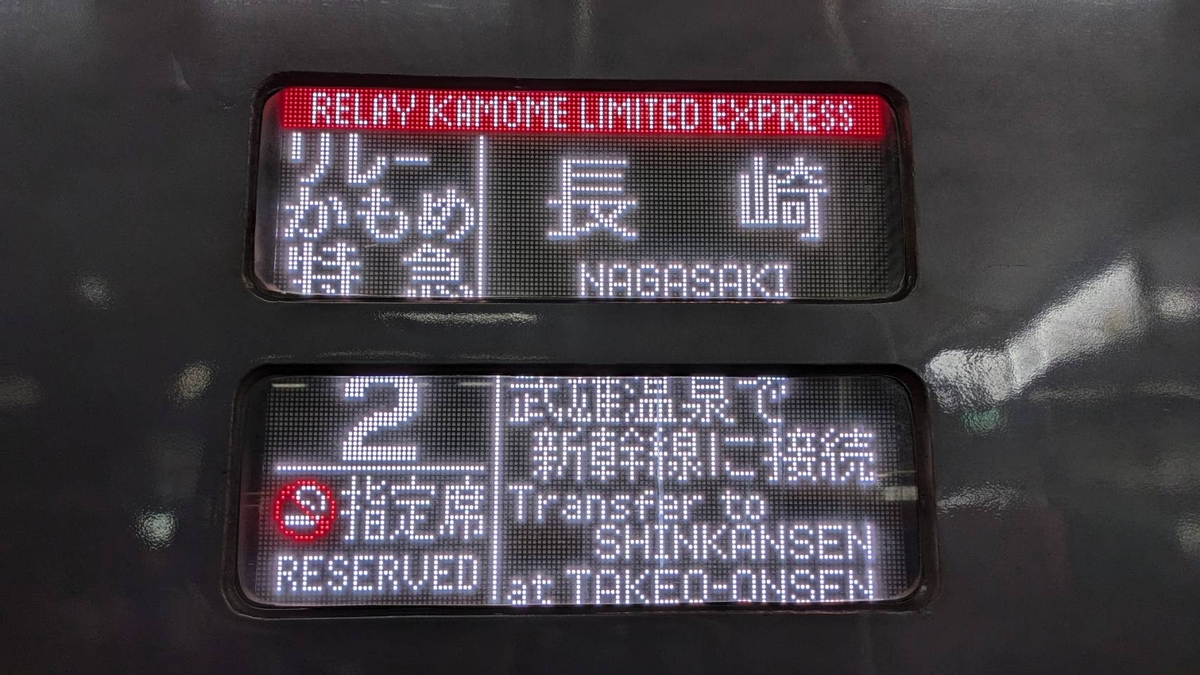 RELAY KAMOME LIMITED EXPRESS
リレー
かもめ
特 急
長 崎
NAGASAKI
2
指定席
RESERVED
武雄温泉で
新幹線に接続
Transfer to
SHINKANSEN
at TAKEO-ONSEN